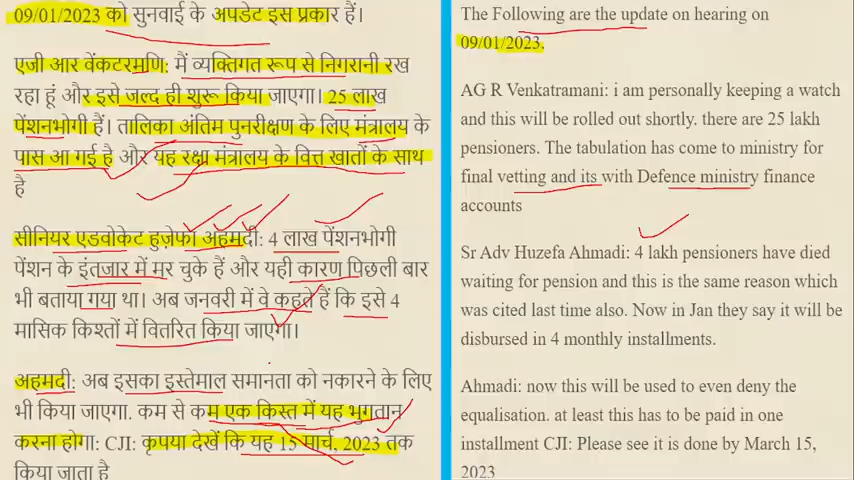 09/01/2023 को सुनवाई के अपडेट इस प्रकार हैं।
एजी आर वेंकटरमणि: मैं व्यक्तिगत रूप से निगरानी रख
रहा हूं और इसे जल्द ही शुरू किया जाएगा। 25 लाख
पेंशनभोगी हैं। तालिका अंतिम पुनरीक्षण के लिए मंत्रालय के
पास आ गई है और यह रक्षा मंत्रालय के वित्त खातों के साथ
है
सीनियर एडवोकेट हुज़ेफा अहमदी: 4 लाख पेंशनभोगी
पेंशन के इंतजार में मर चुके हैं और यही कारण पिछली बार
भी बताया गया था। अब जनवरी में वे कहते हैं कि इसे 4
मासिक किश्तों में वितरित किया जाएगा।
अहमदी: अब इसका इस्तेमाल समानता को नकारने के लिए
भी किया जाएगा. कम से कम एक किस्त में यह भुगतान
करना होगा: CJI: कृपया देखें कि यह 15 मार्च, 2023 तक
किया जाता है
The Following are the update on hearing on
09/01/2023.
AG R Venkatramani: i am personally keeping a watch
and this will be rolled out shortly. there are 25 lakh
pensioners. The tabulation has come to ministry for
final vetting and its with Defence ministry finance
accounts
Sr Adv Huzefa Ahmadi: 4 lakh pensioners have died
waiting for pension and this is the same reason which
was cited last time also. Now in Jan they say it will be
disbursed in 4 monthly installments.
Ahmadi: now this will be used to even deny the
equalisation. at least this has to be paid in one
installment CJI: Please see it is done by March 15,
2023